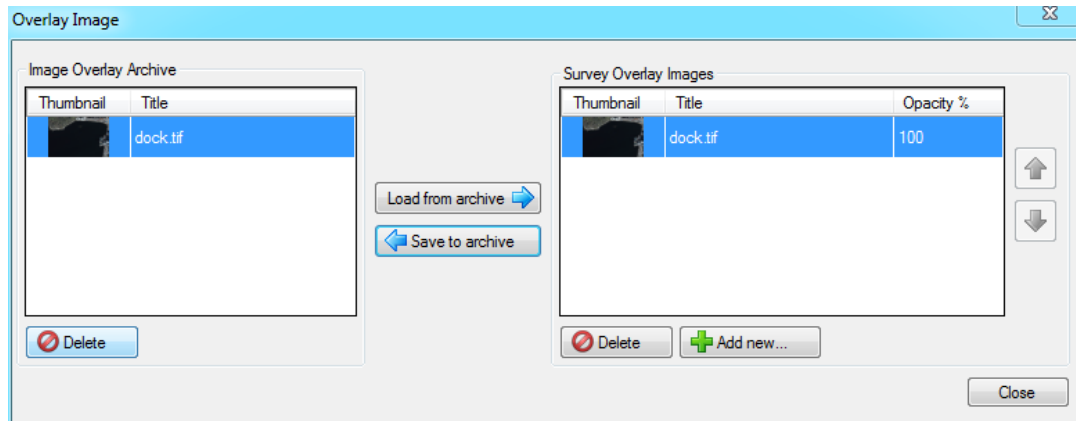 Overlay Image
Image Overlay Archive
Thumbnail Title
dock.tif
Delete
Load from archive
Save to archive
Survey Overlay Images
Thumbnail Title Opacity %
dock.tif 100
Delete Add new...
Close